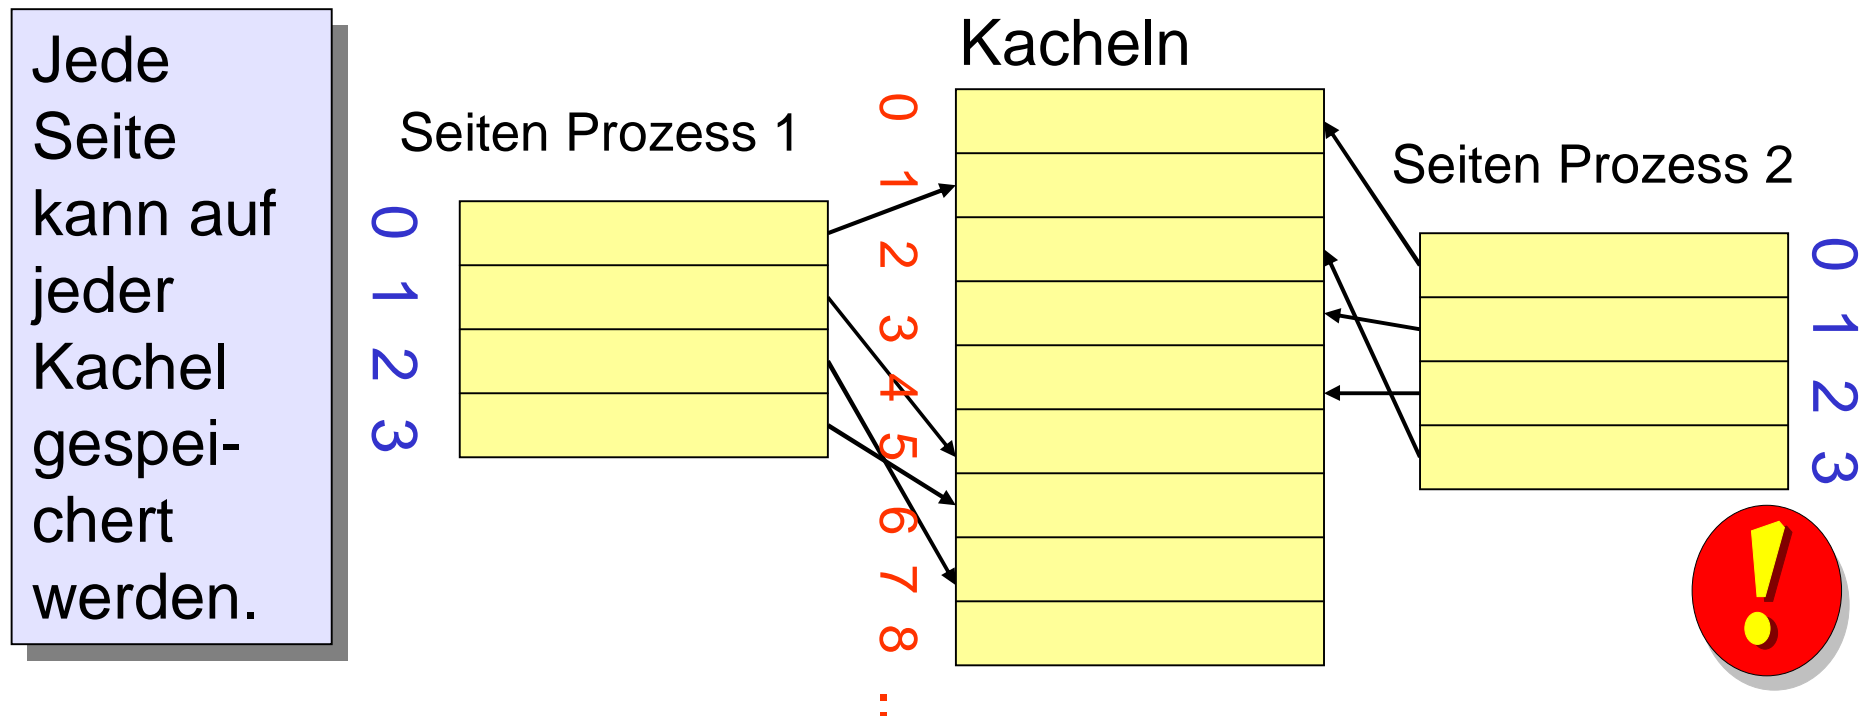 Jede
Seite
kann auf
jeder
Kachel
gespei-
chert
werden.
Seiten Prozess 1
0
1
2
3
Kacheln
0
1
2
3
4
5
6
7
8
...
Seiten Prozess 2
0
1
2
3
!